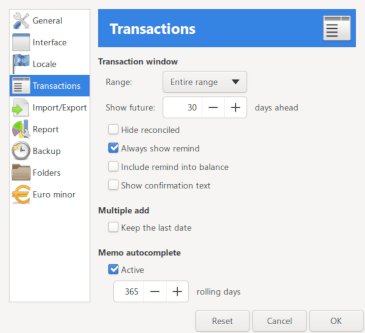 General
Interface
Locale
Transactions
Import/Export
Report
Backup
Folders
Euro minor
Transactions
Transaction window
Range: Entire range
Show future: 30 days ahead
Hide reconciled
Always show remind
Include remind into balance
Show confirmation text
Multiple add
Keep the last date
Memo autocomplete
Active
365 rolling days
Reset Cancel OK